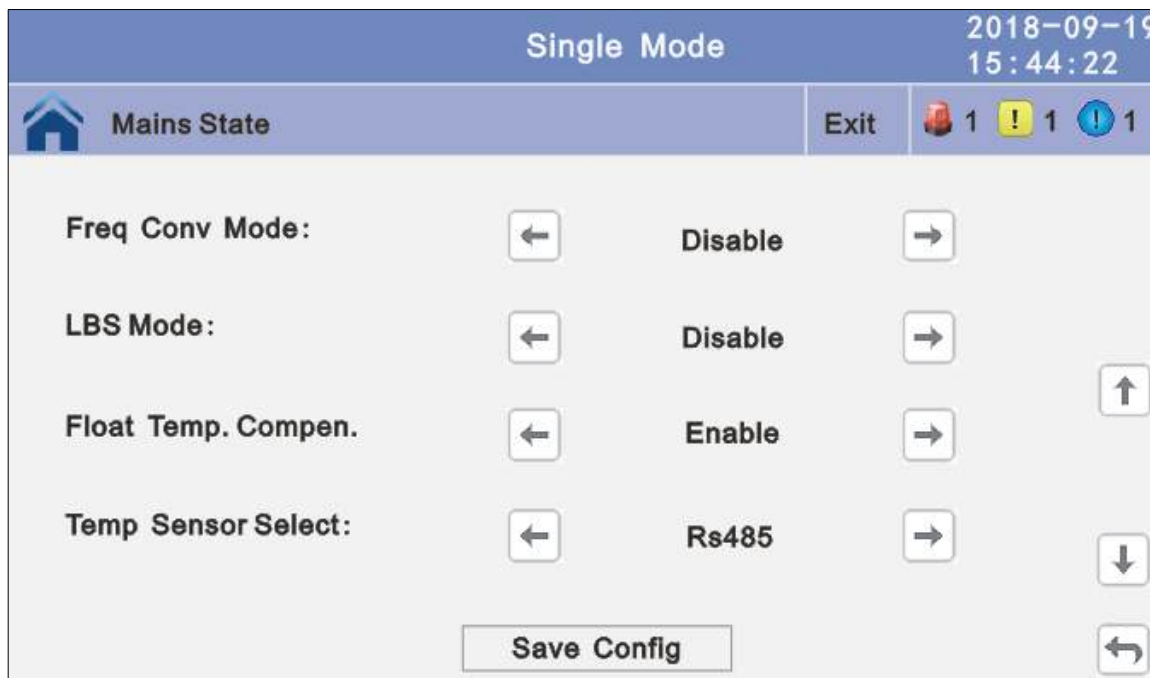 Single Mode
2018-09-19
15:44:22
Mains State
Exit
1
! 1
! 1
Freq Conv Mode:
Disable
LBS Mode:
Disable
Float Temp. Compen.
Enable
Temp Sensor Select:
Rs485
Save Config